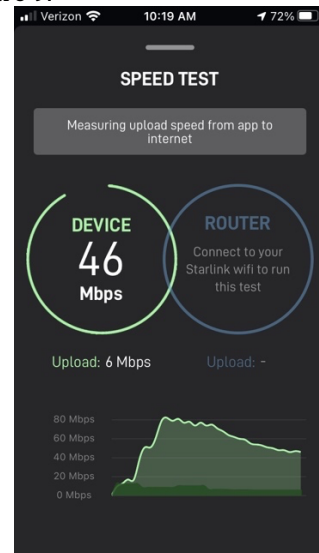 Verizon 10:19 AM 72%
SPEED TEST
Measuring upload speed from app to
internet
DEVICE
46
Mbps
ROUTER
Connect to your
Starlink wifi to run
this test
Upload: 6 Mbps
Upload: -
80 Mbps
60 Mbps
40 Mbps
20 Mbps
0 Mbps